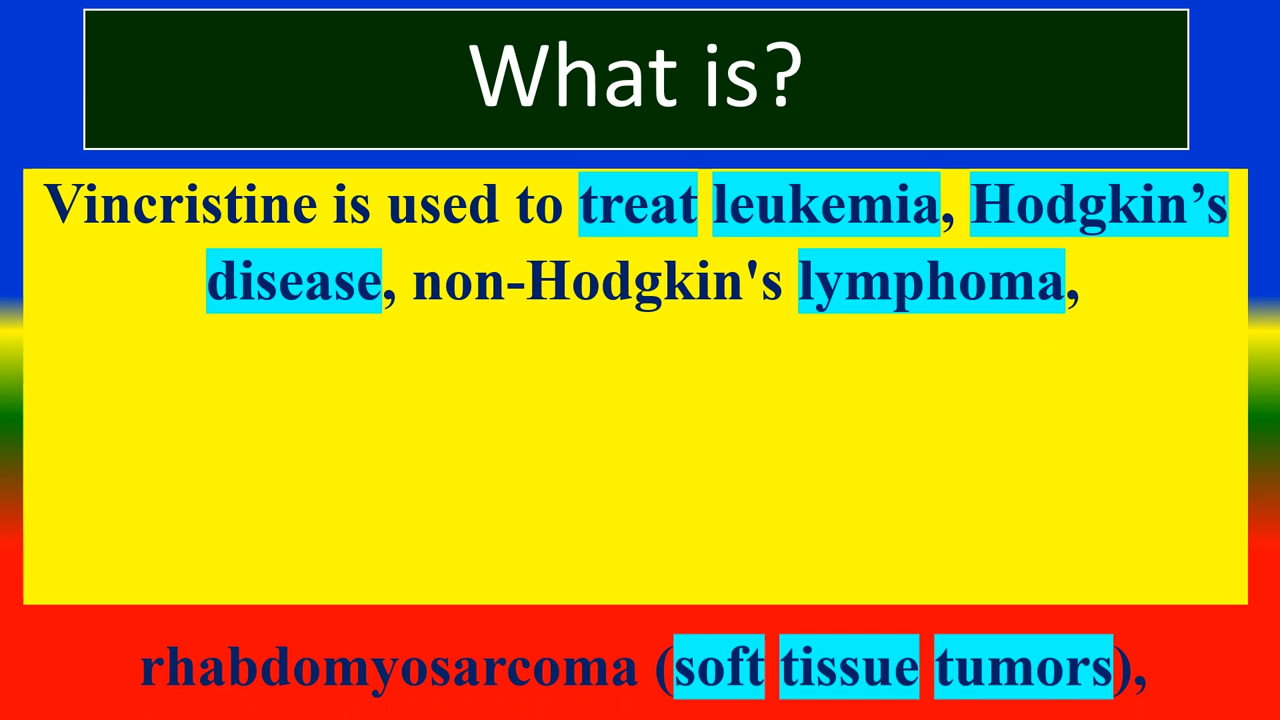 What is?
Vincristine is used to treat leukemia, Hodgkin’s
disease, non-Hodgkin's lymphoma,
rhabdomyosarcoma (soft tissue tumors),